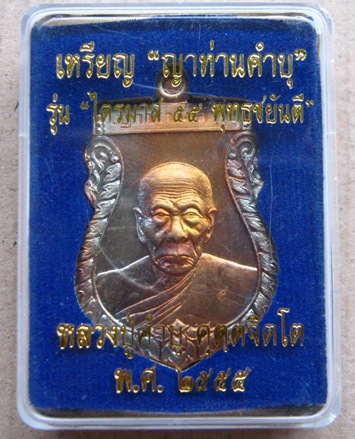 เหรียญ “ญาท่านคำบุ”
รุ่น “ไตรมาส ๕๕ พุทธชยันตี”
หลวงปู่คำบุ คุตฺตจิตฺโต
พ.ศ. ๒๕๕๕